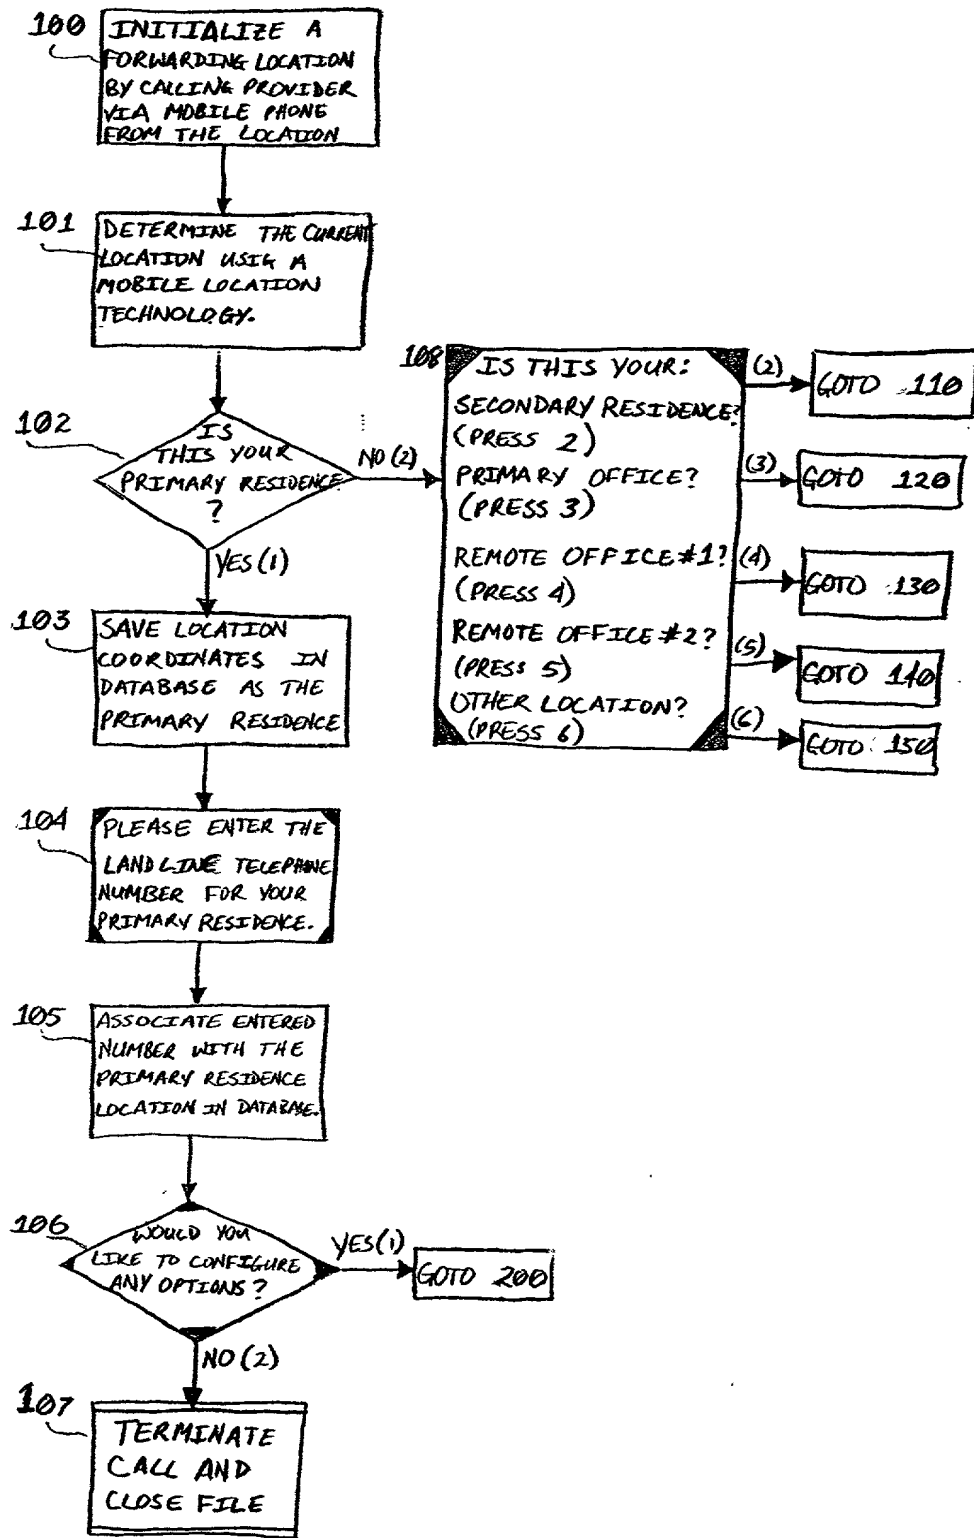 100
INITIALIZE A
FORWARDING LOCATION
BY CALLING PROVIDER
VIA MOBILE PHONE
FROM THE LOCATION
101
DETERMINE THE CURRENT
LOCATION USIG A
MOBILE LOCATION
TECHNOLOGY.
102
IS
THIS YOUR
PRIMARY RESIDENCE
?
NO (2)
YES (1)
108
IS THIS YOUR:
SECONDARY RESIDENCE?
(PRESS 2)
PRIMARY OFFICE?
(PRESS 3)
REMOTE OFFICE #1?
(PRESS 4)
REMOTE OFFICE #2?
(PRESS 5)
OTHER LOCATION?
(PRESS 6)
(2)
GOTO 110
(3)
GOTO 120
(4)
GOTO 130
(5)
GOTO 140
(6)
GOTO 150
103
SAVE LOCATION
COORDINATES IN
DATABASE AS THE
PRIMARY RESIDENCE
104
PLEASE ENTER THE
LANDLINE TELEPHONE
NUMBER FOR YOUR
PRIMARY RESIDENCE.
105
ASSOCIATE ENTERED
NUMBER WITH THE
PRIMARY RESIDENCE
LOCATION IN DATABASE.
106
WOULD YOU
LIKE TO CONFIGURE
ANY OPTIONS?
YES (1)
GOTO 200
NO (2)
107
TERMINATE
CALL AND
CLOSE FILE